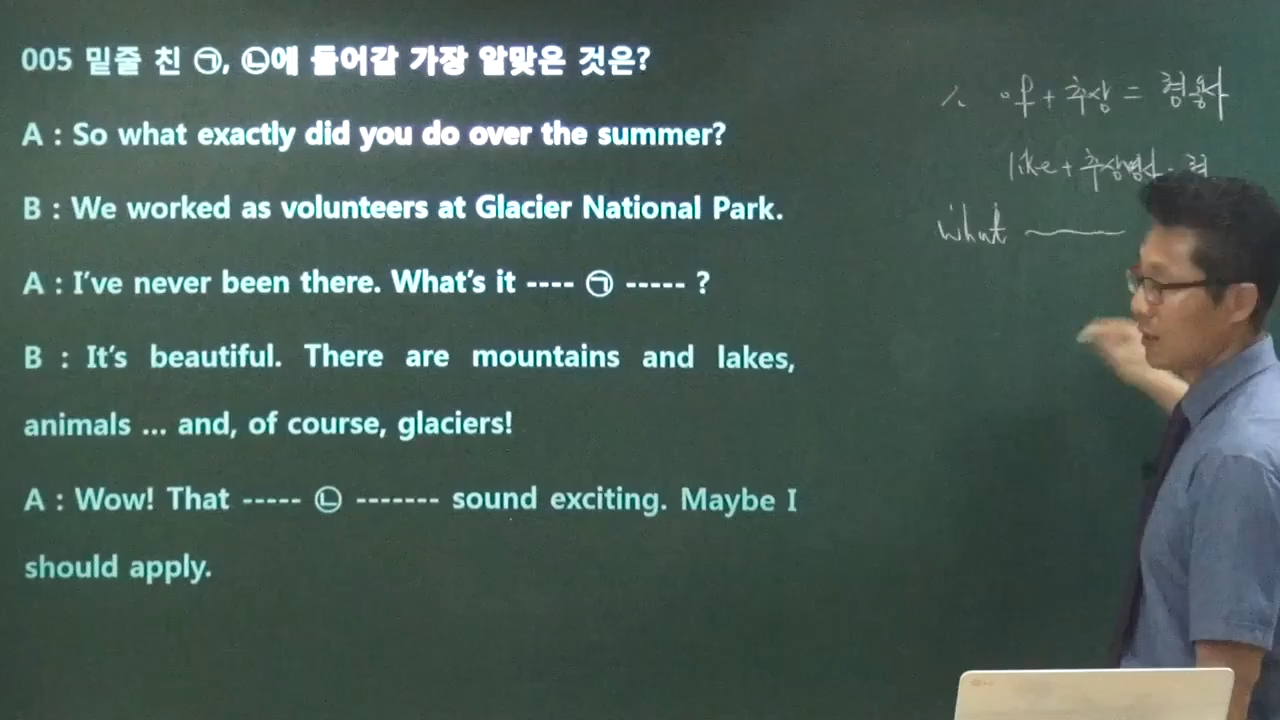 005 밑줄 친 ㉠, ㉡에 들어갈 가장 알맞은 것은?
A : So what exactly did you do over the summer?
B : We worked as volunteers at Glacier National Park.
A : I've never been there. What's it ---- ㉠ ----- ?
B : It's beautiful. There are mountains and lakes,
animals ... and, of course, glaciers!
A : Wow! That ----- ㉡ ------- sound exciting. Maybe I
should apply.
of + 추상 = 형용사
like + 추상명사
what